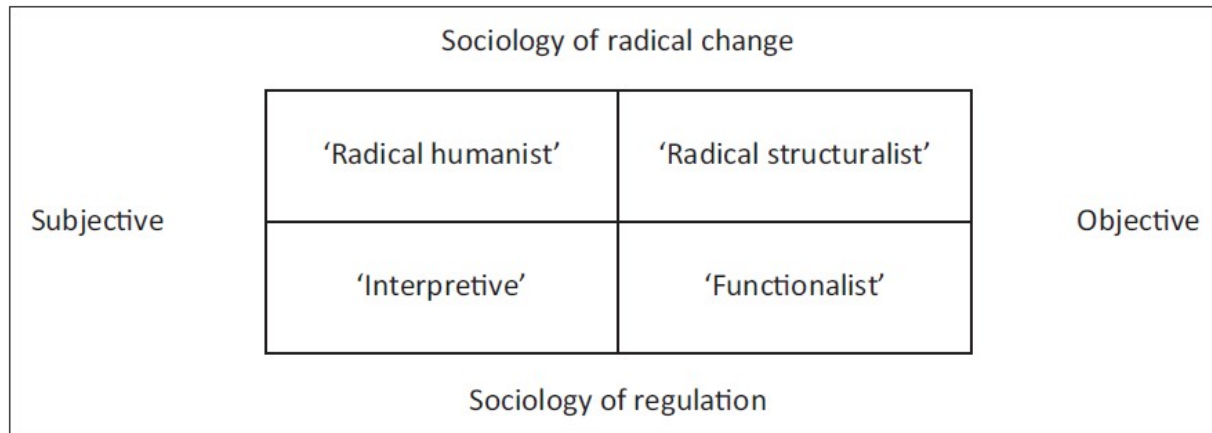 Sociology of radical change
‘Radical humanist’
‘Radical structuralist’
Subjective
Objective
‘Interpretive’
‘Functionalist’
Sociology of regulation